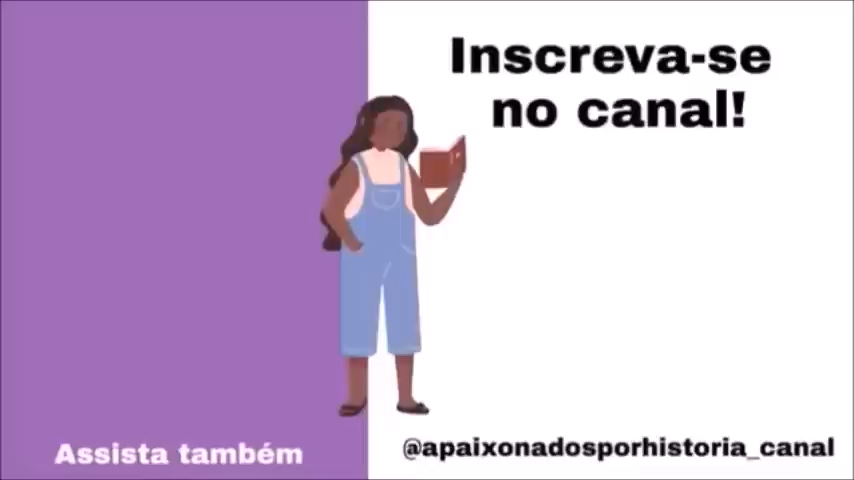 Inscreva-se
no canal!
Assista também
@apaixonadosporhistoria_canal